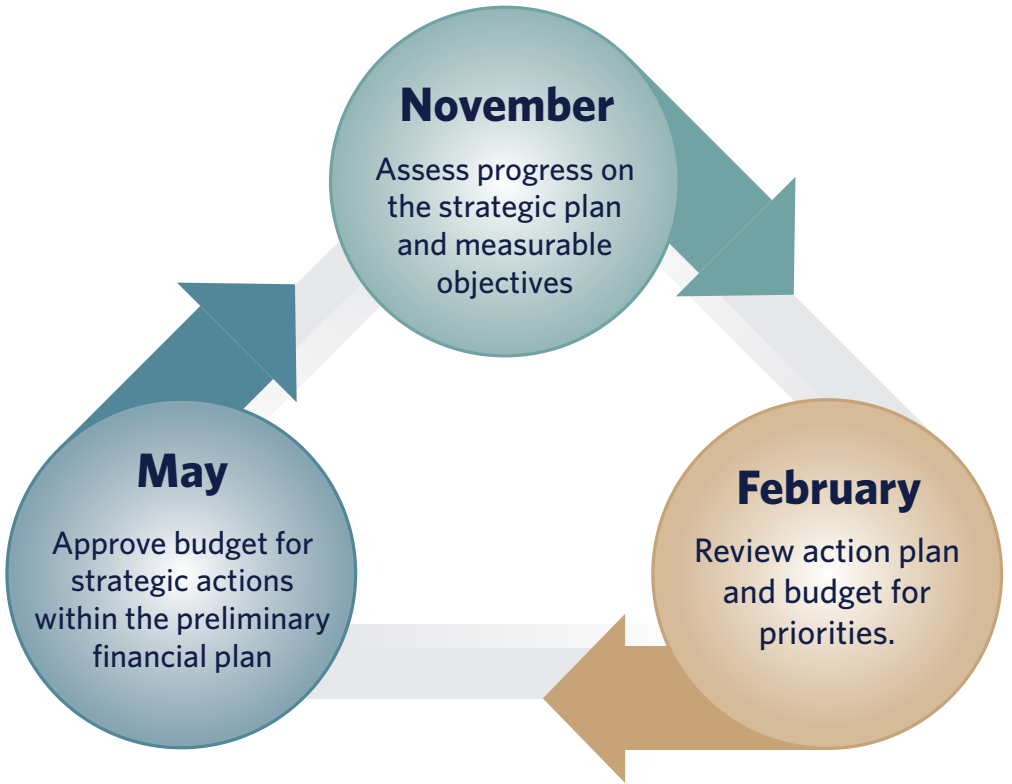 November
Assess progress on
the strategic plan
and measurable
objectives
May
Approve budget for
strategic actions
within the preliminary
financial plan
February
Review action plan
and budget for
priorities.